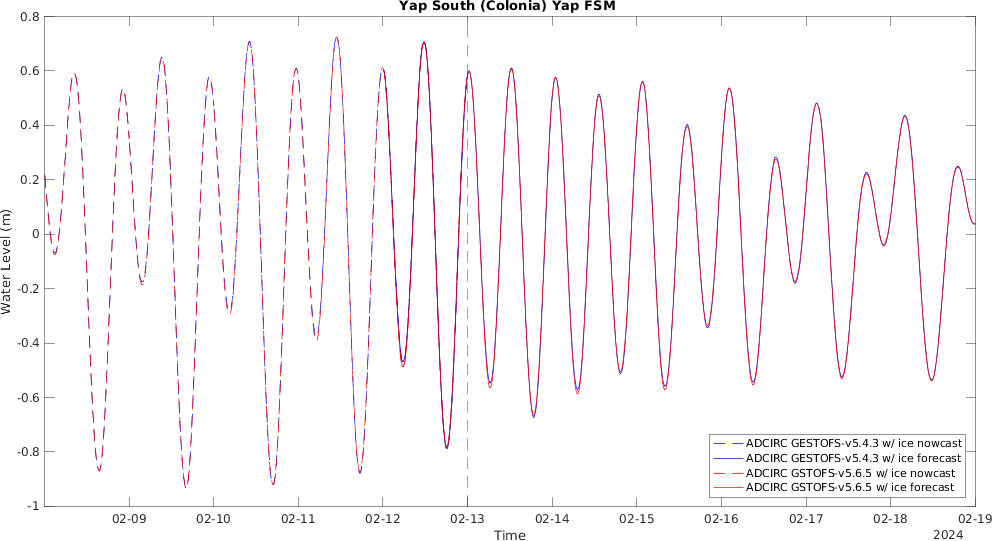 Yap South (Colonia) Yap FSM
0.8
0.6
0.4
0.2
0
-0.2
-0.4
-0.6
-0.8
-1
Water Level (m)
ADCIRC GESTOFS-v5.4.3 w/ ice nowcast
ADCIRC GESTOFS-v5.4.3 w/ ice forecast
ADCIRC GSTOFS-v5.6.5 w/ ice nowcast
ADCIRC GSTOFS-v5.6.5 w/ ice forecast
02-09 02-10 02-11 02-12 02-13 02-14 02-15 02-16 02-17 02-18 02-19
Time
2024